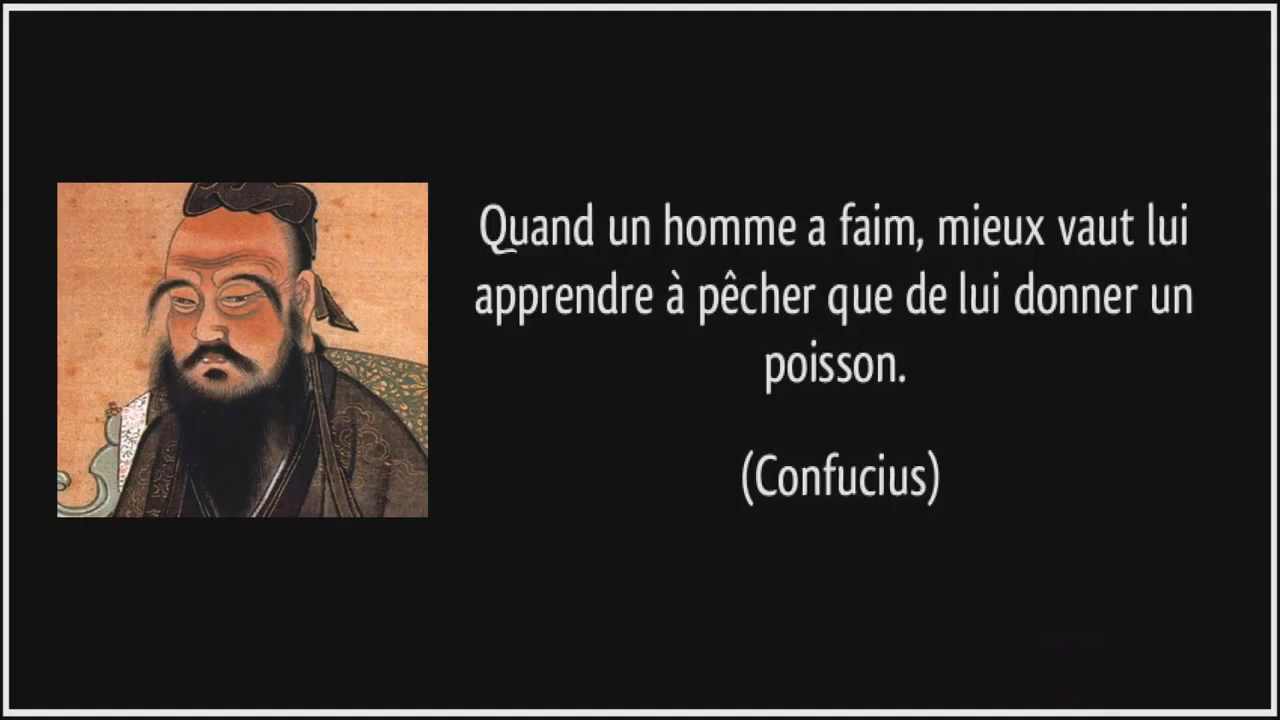 Quand un homme a faim, mieux vaut lui
apprendre à pêcher que de lui donner un
poisson.
(Confucius)